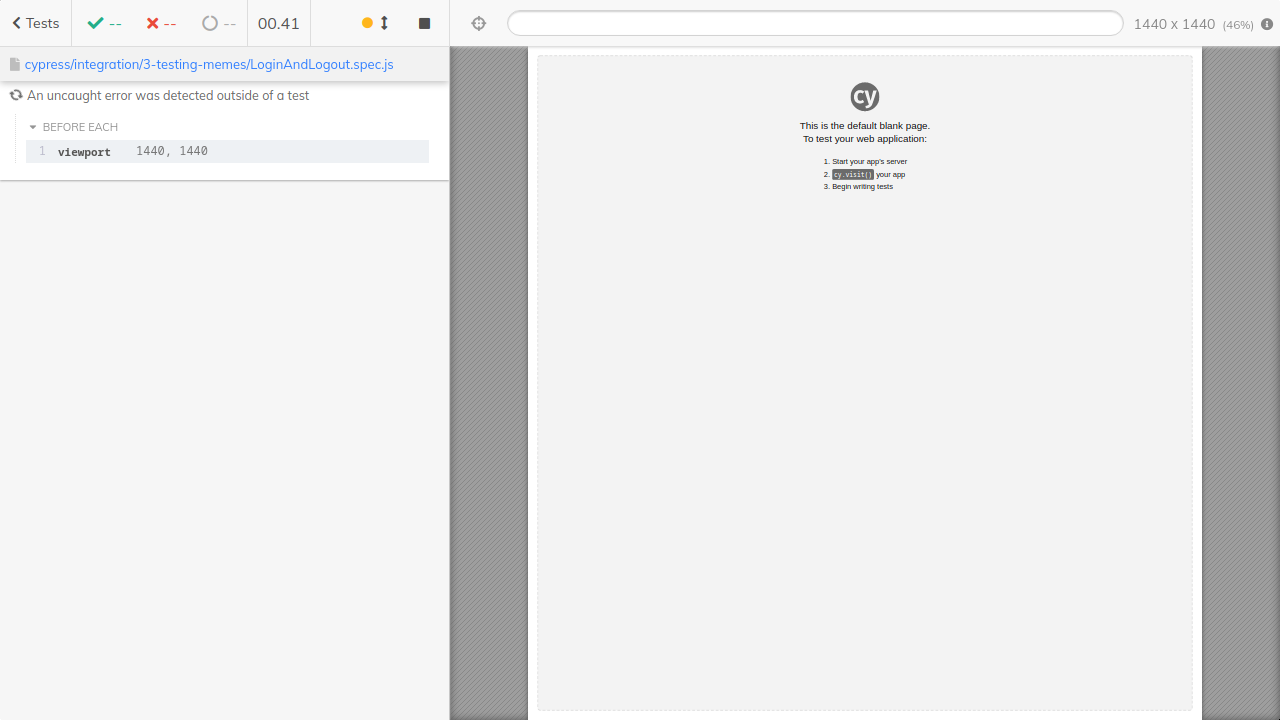 Tests -- -- -- 00.41
1440 x 1440 (46%)
cypress/integration/3-testing-memes/LoginAndLogout.spec.js
An uncaught error was detected outside of a test
BEFORE EACH
1 viewport 1440, 1440
cy
This is the default blank page.
To test your web application:
1. Start your app's server
2. cy.visit() your app
3. Begin writing tests